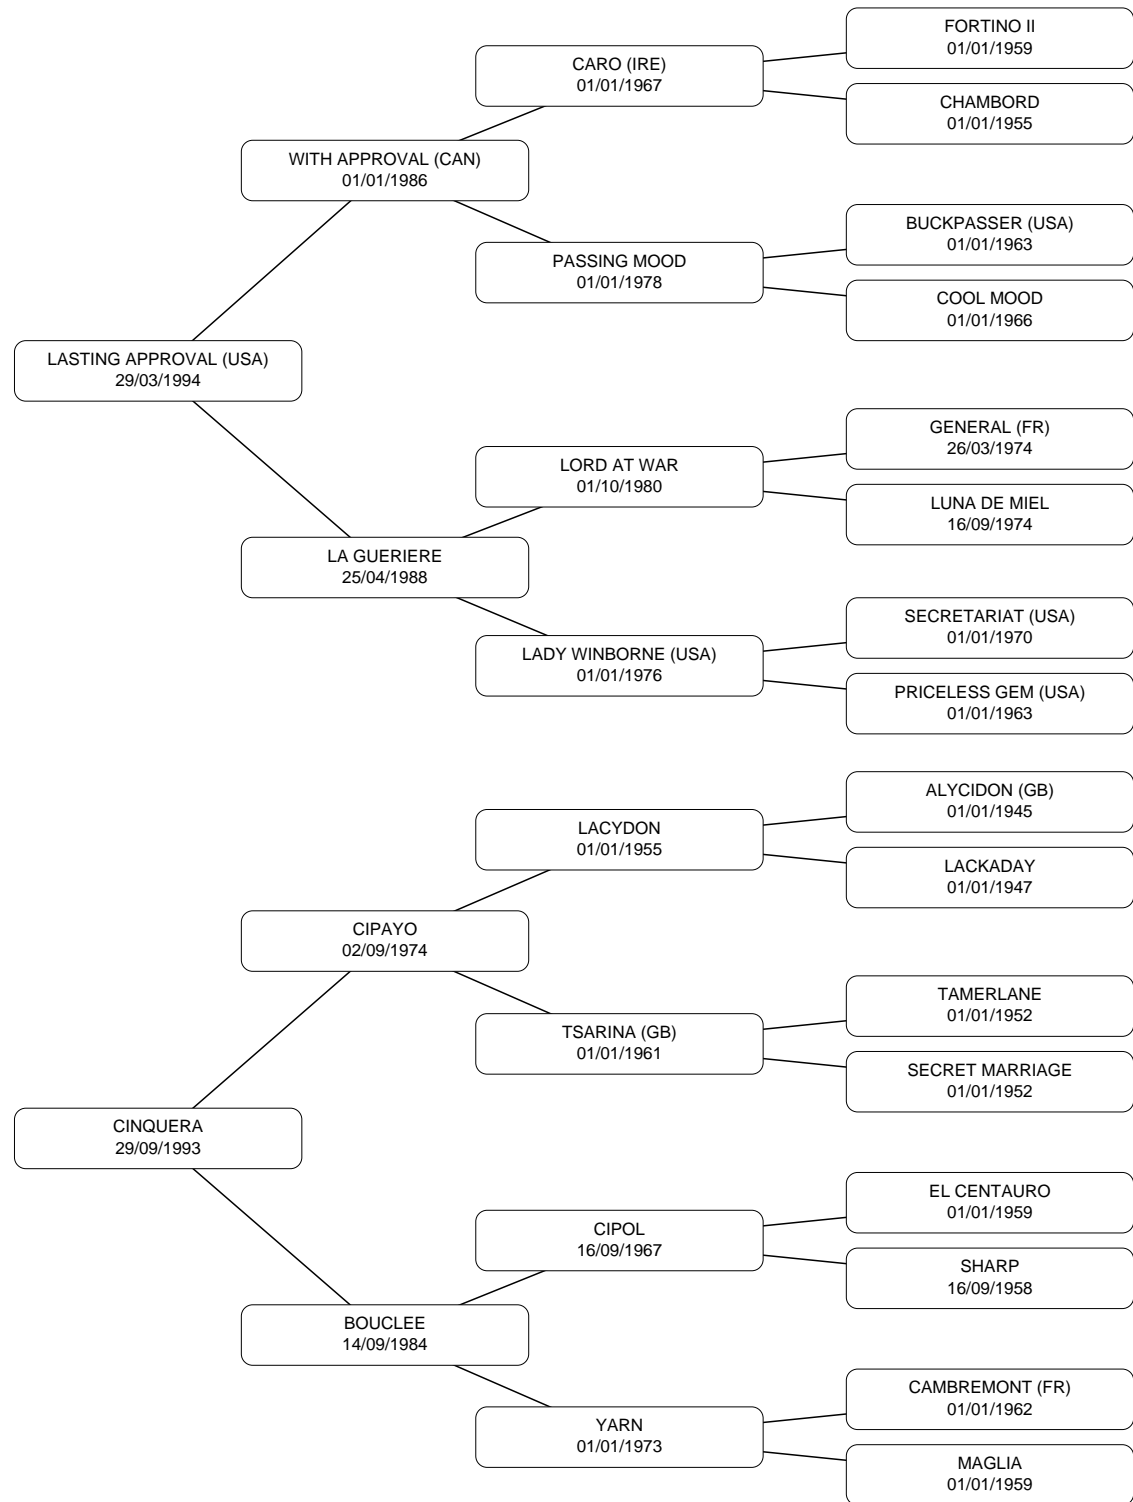 FORTINO II
01/01/1959
CARO (IRE)
01/01/1967
CHAMBORD
01/01/1955
WITH APPROVAL (CAN)
01/01/1986
BUCKPASSER (USA)
01/01/1963
PASSING MOOD
01/01/1978
COOL MOOD
01/01/1966
LASTING APPROVAL (USA)
29/03/1994
GENERAL (FR)
26/03/1974
LORD AT WAR
01/10/1980
LUNA DE MIEL
16/09/1974
LA GUERIERE
25/04/1988
SECRETARIAT (USA)
01/01/1970
LADY WINBORNE (USA)
01/01/1976
PRICELESS GEM (USA)
01/01/1963
ALYCIDON (GB)
01/01/1945
LACYDON
01/01/1955
LACKADAY
01/01/1947
CIPAYO
02/09/1974
TAMERLANE
01/01/1952
TSARINA (GB)
01/01/1961
SECRET MARRIAGE
01/01/1952
CINQUERA
29/09/1993
EL CENTAURO
01/01/1959
CIPOL
16/09/1967
SHARP
16/09/1958
BOUCLEE
14/09/1984
CAMBREMONT (FR)
01/01/1962
YARN
01/01/1973
MAGLIA
01/01/1959